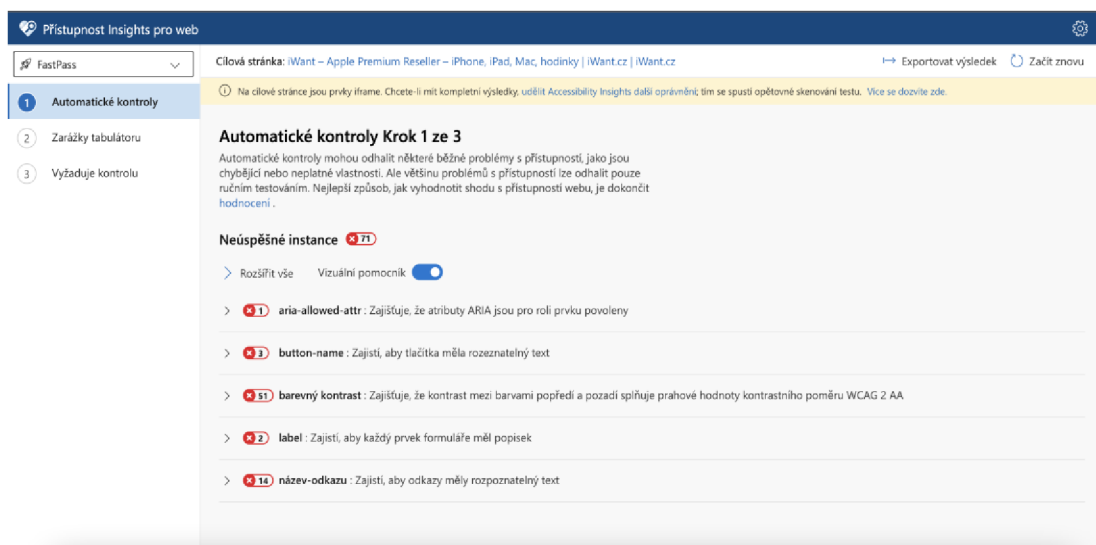 Přístupnost Insights pro web
FastPass
Cílová stránka: iWant – Apple Premium Reseller – iPhone, iPad, Mac, hodinky | iWant.cz | iWant.cz
Exportovat výsledek
Začít znovu
1 Automatické kontroly
2 Zarážky tabulátoru
3 Vyžaduje kontrolu
Na cílové stránce jsou prvky iframe. Chcete-li mít kompletní výsledky, udělit Accessibility Insights další oprávnění; tím se spustí opětovné skenování testu. Více se dozvíte zde.
Automatické kontroly Krok 1 ze 3
Automatické kontroly mohou odhalit některé běžné problémy s přístupností, jako jsou
chybějící nebo neplatné vlastnosti. Ale většinu problémů s přístupností lze odhalit pouze
ručním testováním. Nejlepší způsob, jak vyhodnotit shodu s přístupností webu, je dokončit
hodnocení .
Neúspěšné instance 71
Rozšířit vše
Vizuální pomocník
1 aria-allowed-attr : Zajišťuje, že atributy ARIA jsou pro roli prvku povoleny
3 button-name : Zajistí, aby tlačítka měla rozeznatelný text
51 barevný kontrast : Zajišťuje, že kontrast mezi barvami popředí a pozadí splňuje prahové hodnoty kontrastního poměru WCAG 2 AA
2 label : Zajistí, aby každý prvek formuláře měl popisek
14 název-odkazu : Zajistí, aby odkazy měly rozpoznatelný text